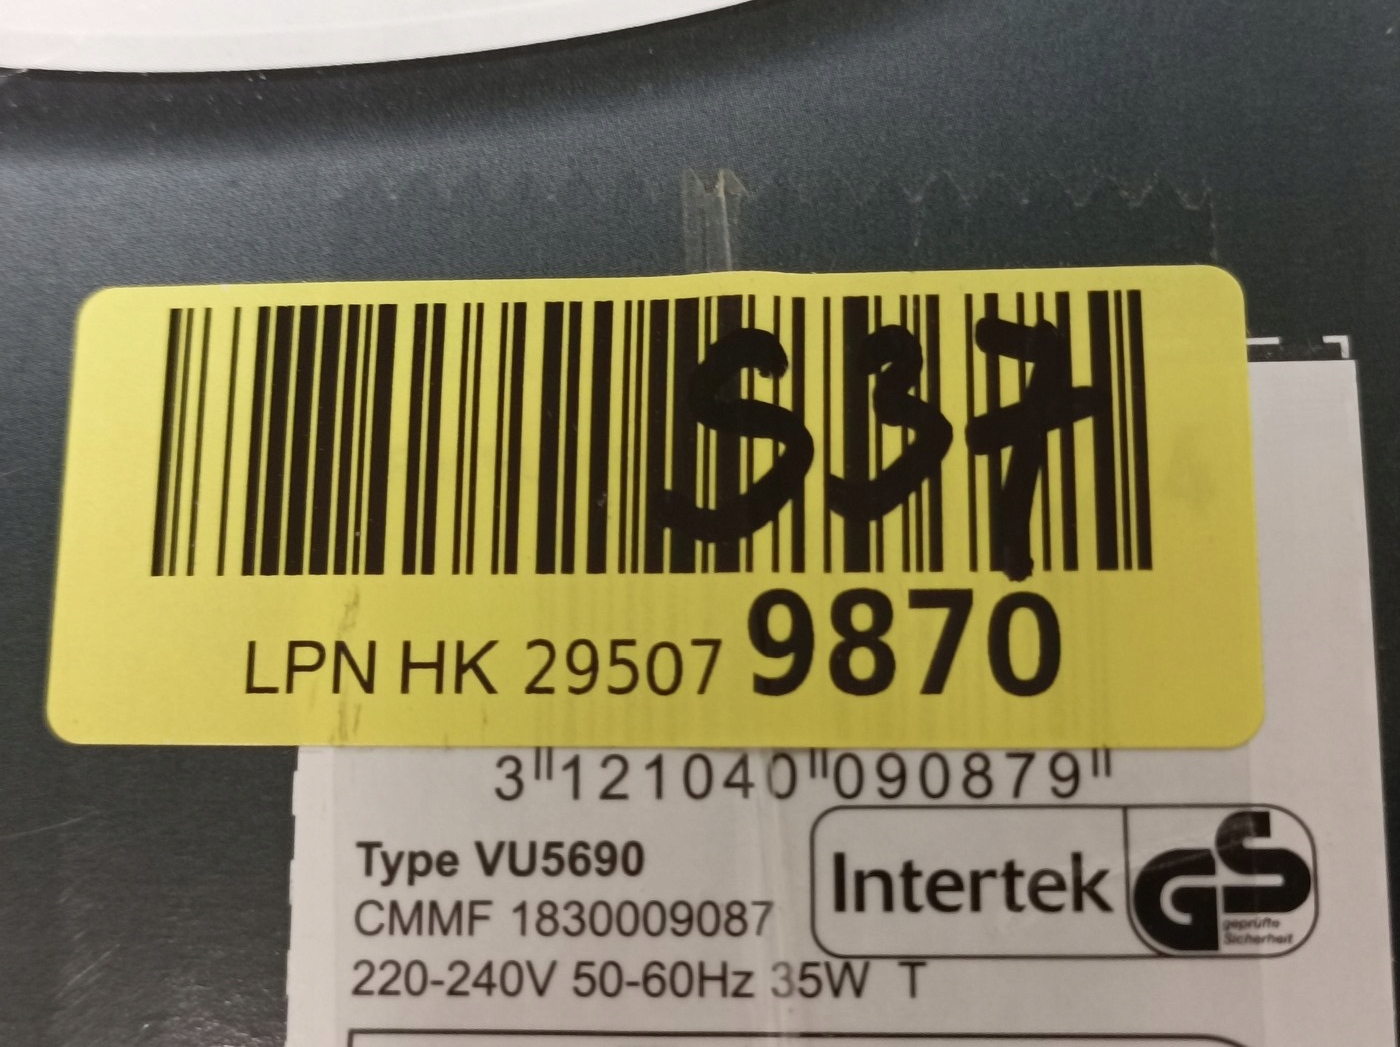 S37
LPN HK 29507 9870
3"121040"090879"
Type VU5690
CMMF 1830009087
220-240V 50-60Hz 35W T
Intertek
GS
geprüfte
Sicherheit